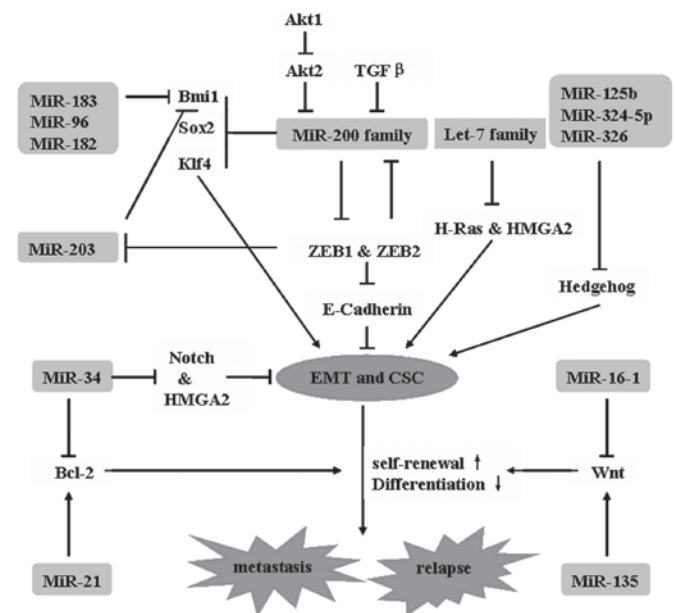 Akt1
Akt2
TGF β
MiR-183
MiR-96
MiR-182
Bmi1
Sox2
Klf4
MiR-200 family
Let-7 family
MiR-125b
MiR-324-5p
MiR-326
MiR-203
ZEB1 & ZEB2
H-Ras & HMGA2
E-Cadherin
Hedgehog
MiR-34
Notch
&
HMGA2
EMT and CSC
MiR-16-1
Bcl-2
self-renewal ↑
Differentiation ↓
Wnt
MiR-21
metastasis
relapse
MiR-135